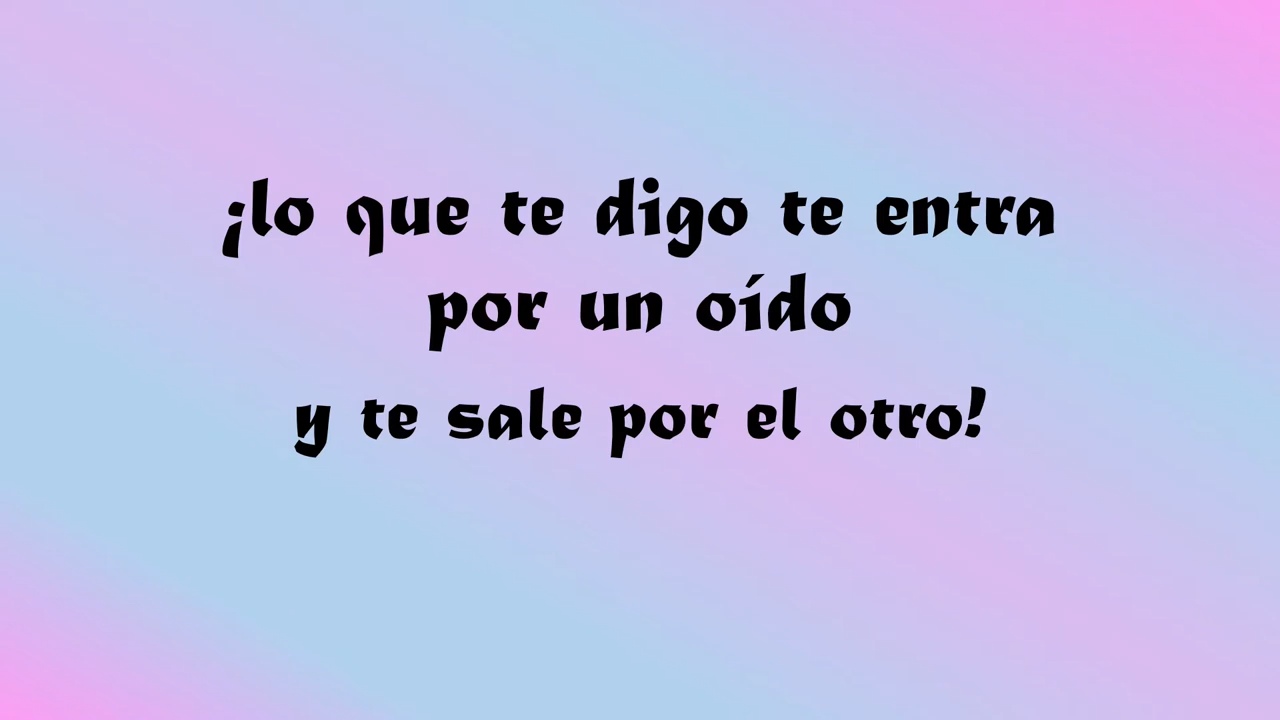 ¡lo que te digo te entra
por un oído
y te sale por el otro!